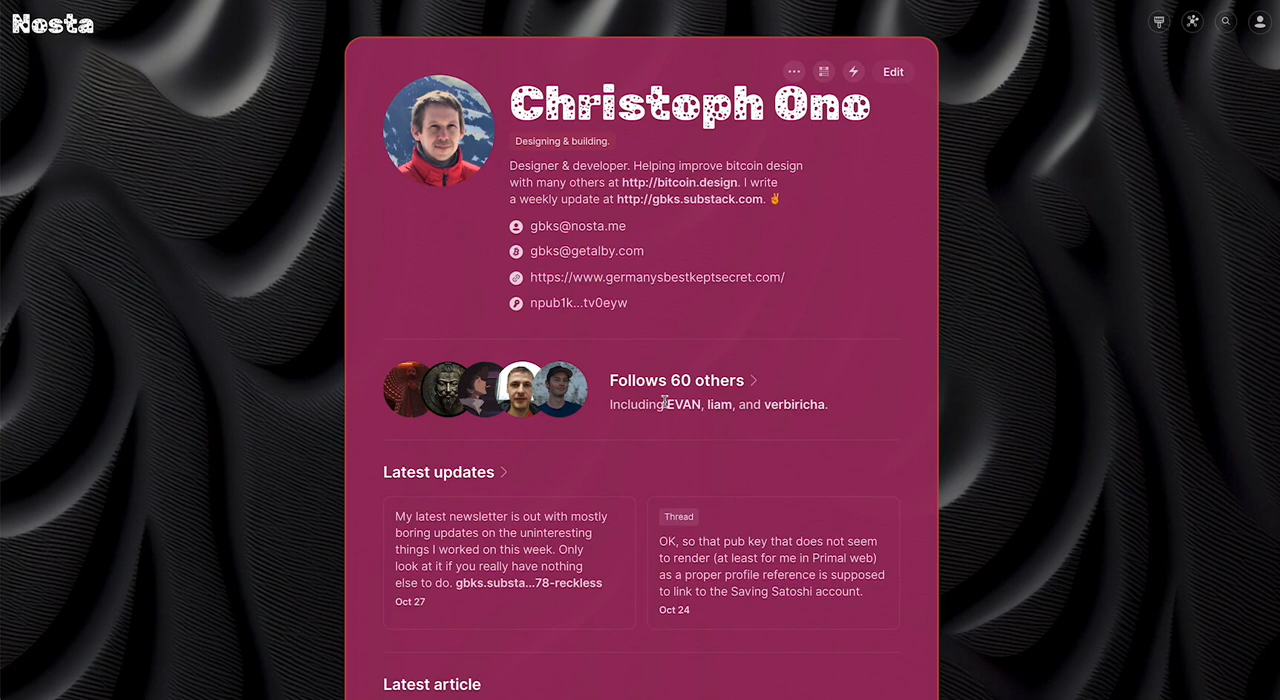 Nosta
Edit
Christoph Ono
Designing & building.
Designer & developer. Helping improve bitcoin design
with many others at http://bitcoin.design. I write
a weekly update at http://gbks.substack.com. ✌️
gbks@nosta.me
gbks@getalby.com
https://www.germanysbestkeptsecret.com/
npub1k...tv0eyw
Follows 60 others
Including EVAN, liam, and verbiricha.
Latest updates
My latest newsletter is out with mostly
boring updates on the uninteresting
things I worked on this week. Only
look at it if you really have nothing
else to do. gbks.substa...78-reckless
Oct 27
Thread
OK, so that pub key that does not seem
to render (at least for me in Primal web)
as a proper profile reference is supposed
to link to the Saving Satoshi account.
Oct 24
Latest article